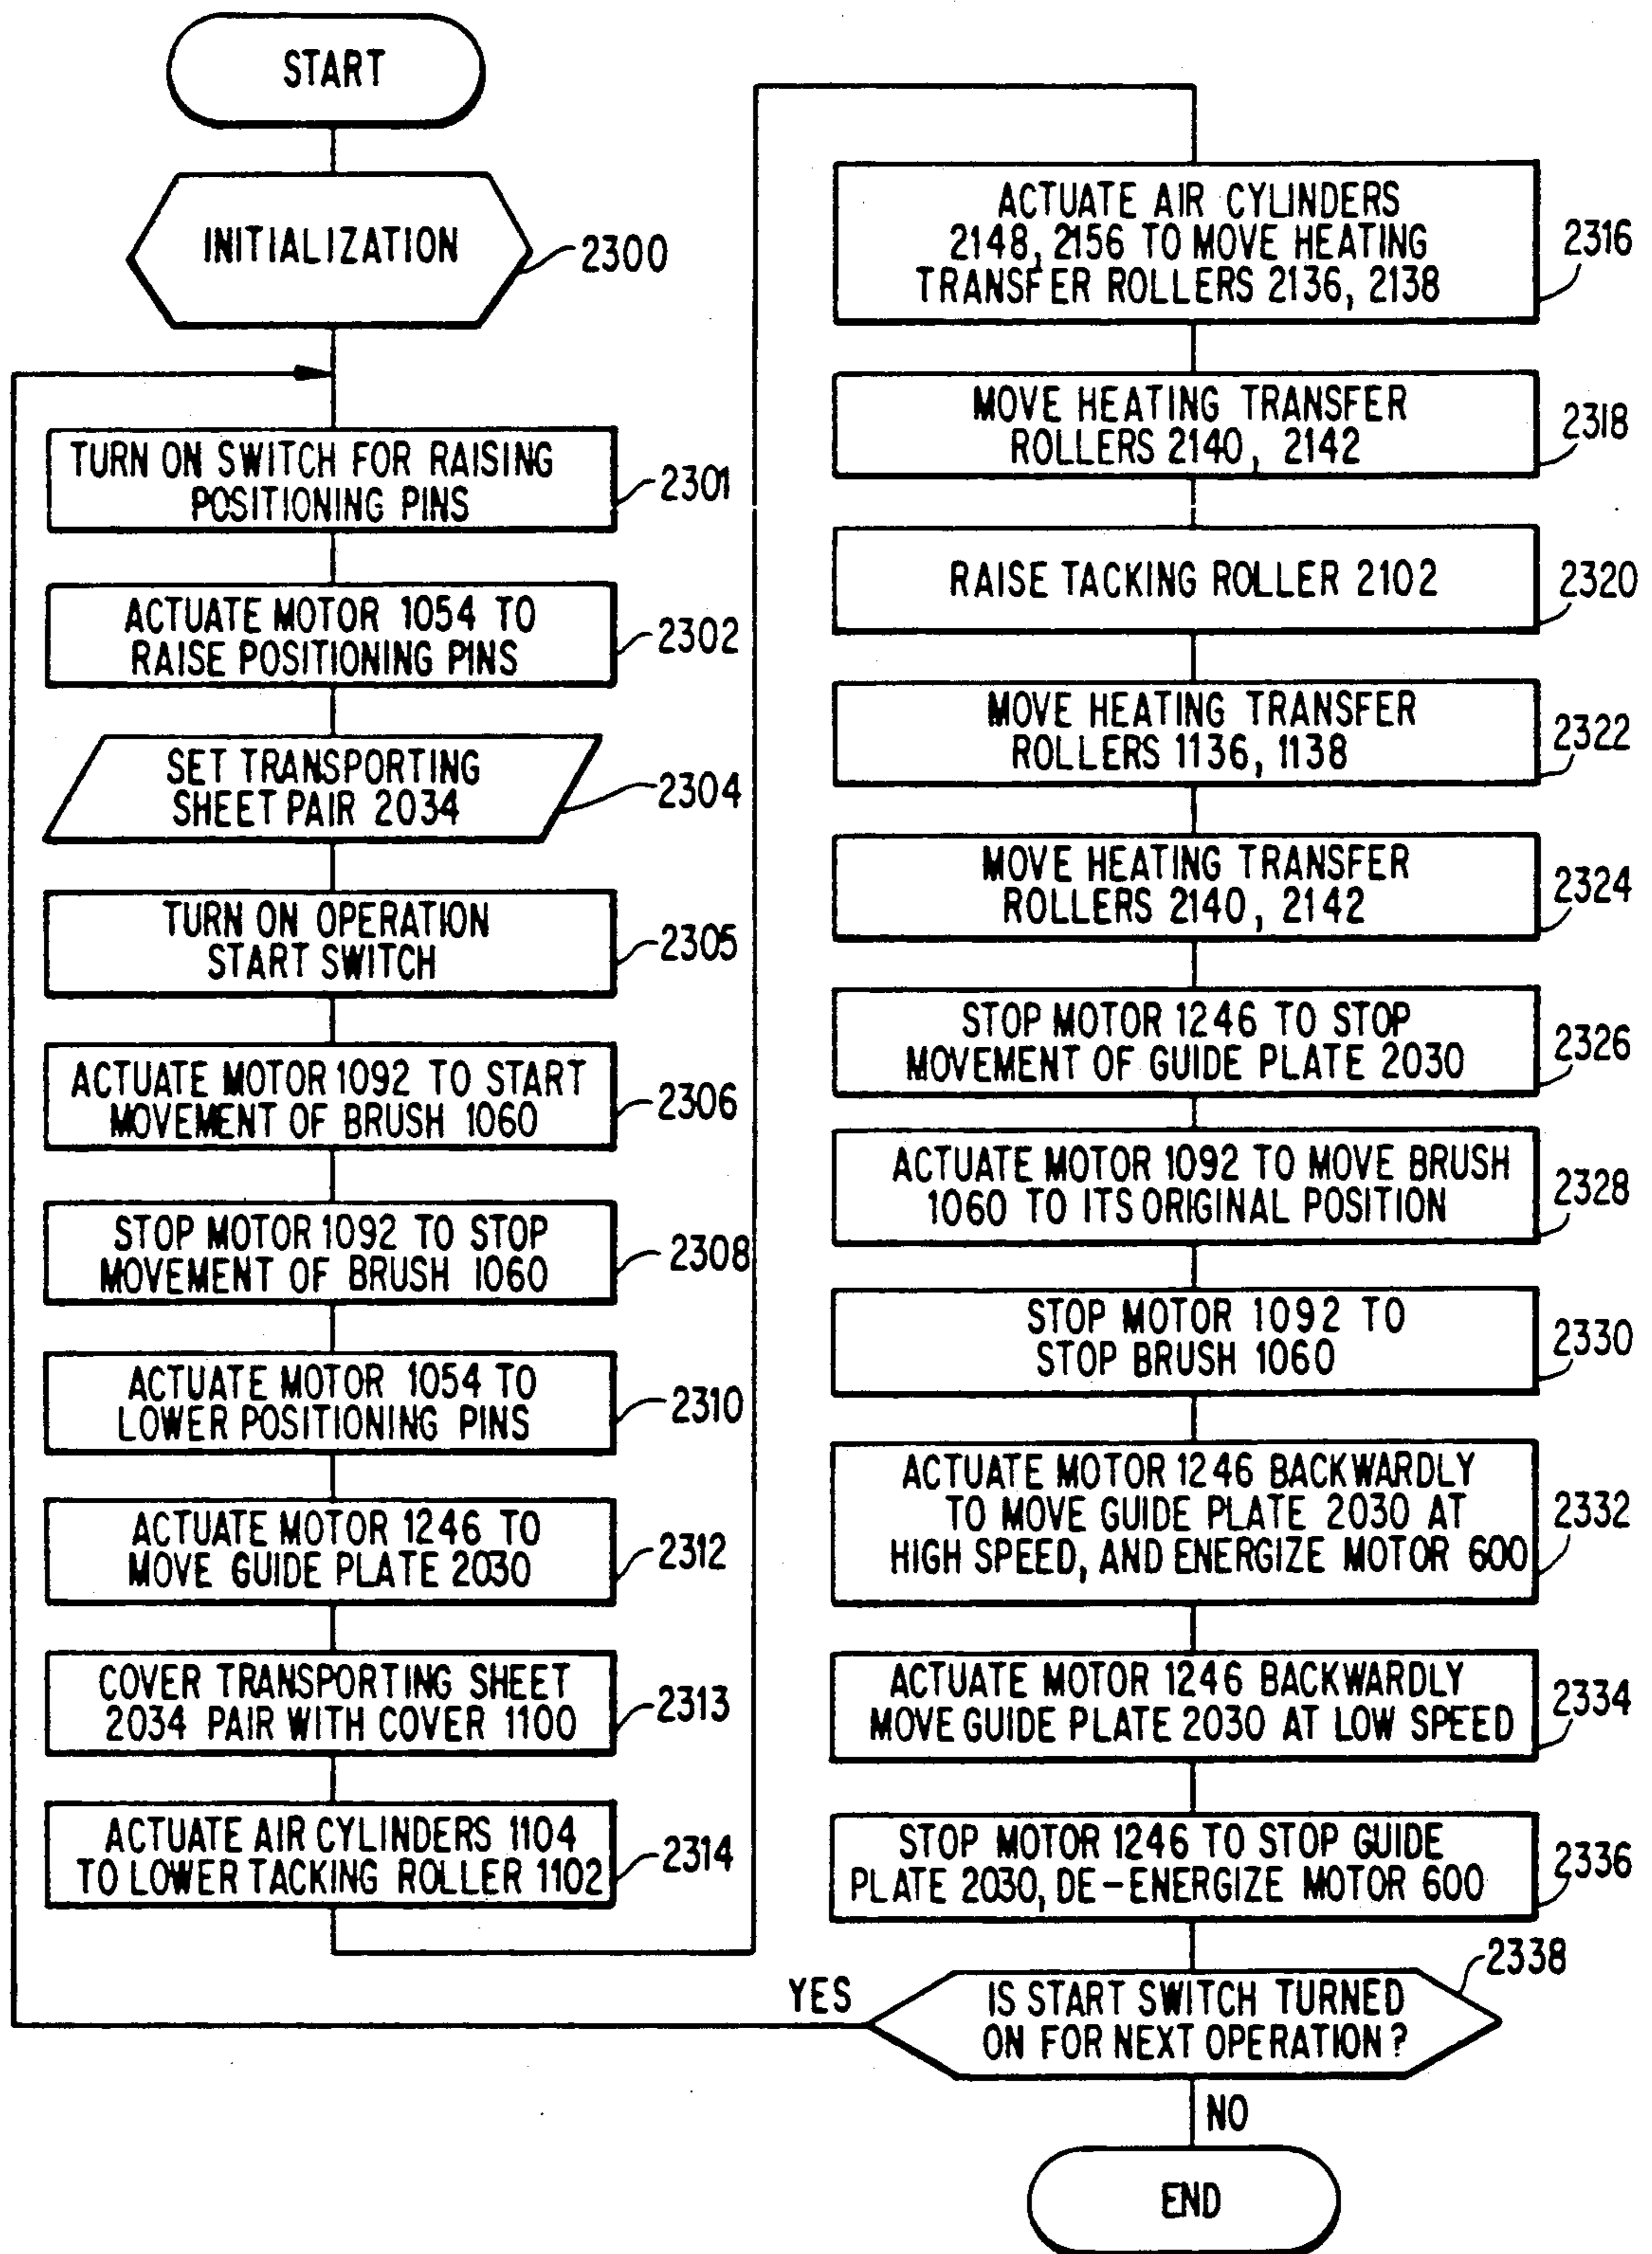 START
INITIALIZATION
2300
TURN ON SWITCH FOR RAISING
POSITIONING PINS
2301
ACTUATE MOTOR 1054 TO
RAISE POSITIONING PINS
2302
SET TRANSPORTING
SHEET PAIR 2034
2304
TURN ON OPERATION
START SWITCH
2305
ACTUATE MOTOR 1092 TO START
MOVEMENT OF BRUSH 1060
2306
STOP MOTOR 1092 TO STOP
MOVEMENT OF BRUSH 1060
2308
ACTUATE MOTOR 1054 TO
LOWER POSITIONING PINS
2310
ACTUATE MOTOR 1246 TO
MOVE GUIDE PLATE 2030
2312
COVER TRANSPORTING SHEET
2034 PAIR WITH COVER 1100
2313
ACTUATE AIR CYLINDERS 1104
TO LOWER TACKING ROLLER 1102
2314
ACTUATE AIR CYLINDERS
2148, 2156 TO MOVE HEATING
TRANSFER ROLLERS 2136, 2138
2316
MOVE HEATING TRANSFER
ROLLERS 2140, 2142
2318
RAISE TACKING ROLLER 2102
2320
MOVE HEATING TRANSFER
ROLLERS 1136, 1138
2322
MOVE HEATING TRANSFER
ROLLERS 2140, 2142
2324
STOP MOTOR 1246 TO STOP
MOVEMENT OF GUIDE PLATE 2030
2326
ACTUATE MOTOR 1092 TO MOVE BRUSH
1060 TO ITS ORIGINAL POSITION
2328
STOP MOTOR 1092 TO
STOP BRUSH 1060
2330
ACTUATE MOTOR 1246 BACKWARDLY
TO MOVE GUIDE PLATE 2030 AT
HIGH SPEED, AND ENERGIZE MOTOR 600
2332
ACTUATE MOTOR 1246 BACKWARDLY
MOVE GUIDE PLATE 2030 AT LOW SPEED
2334
STOP MOTOR 1246 TO STOP GUIDE
PLATE 2030, DE-ENERGIZE MOTOR 600
2336
2338
YES
IS START SWITCH TURNED
ON FOR NEXT OPERATION?
NO
END